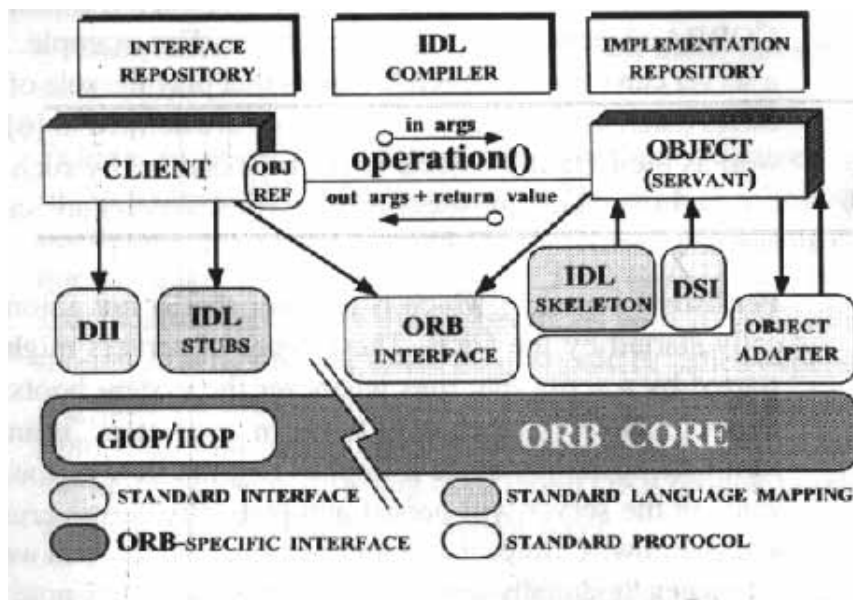 INTERFACE
REPOSITORY
IDL
COMPILER
IMPLEMENTATION
REPOSITORY
CLIENT
OBJ
REF
in args
operation()
out args + return value
OBJECT
(SERVANT)
DII
IDL
STUBS
ORB
INTERFACE
IDL
SKELETON
DSI
OBJECT
ADAPTER
GIOP/IIOP
ORB CORE
STANDARD INTERFACE
STANDARD LANGUAGE MAPPING
ORB-SPECIFIC INTERFACE
STANDARD PROTOCOL